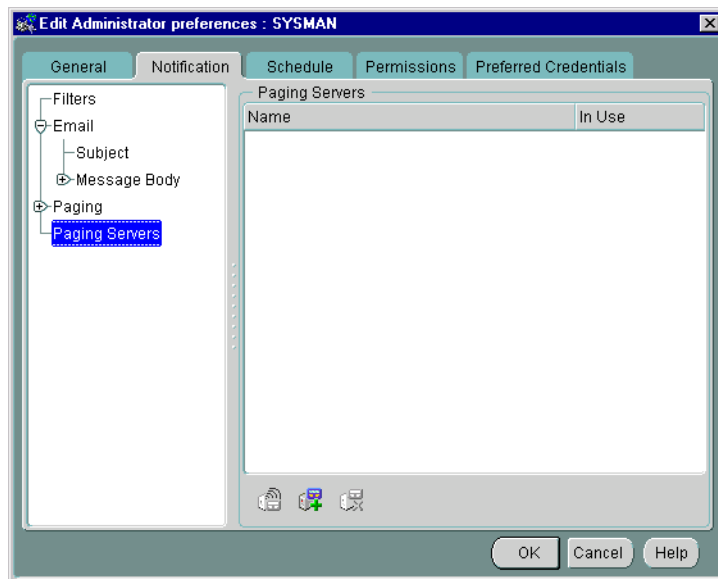 Edit Administrator preferences : SYSMAN
General Notification Schedule Permissions Preferred Credentials
Filters
Email
Subject
Message Body
Paging
Paging Servers
Paging Servers
Name In Use
OK Cancel Help